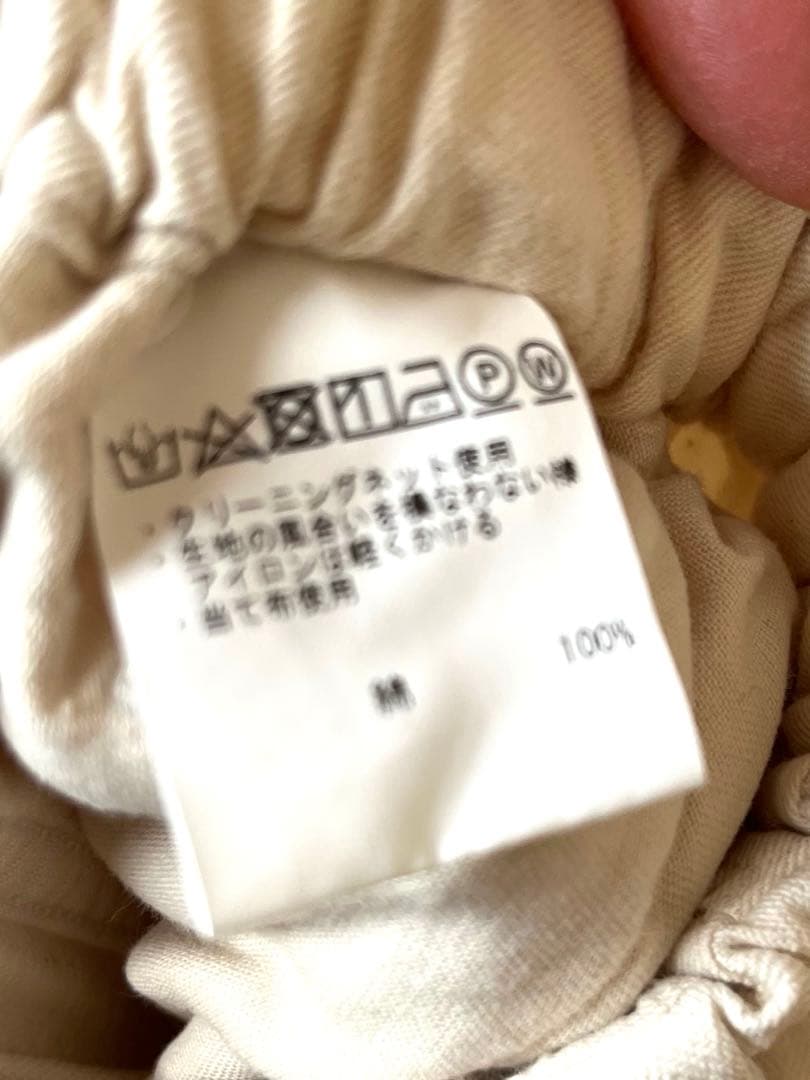 P W
・クリーニングネット使用
・生地の風合いを損なわない様
アイロンは軽くかける
・当て布使用
綿 100%